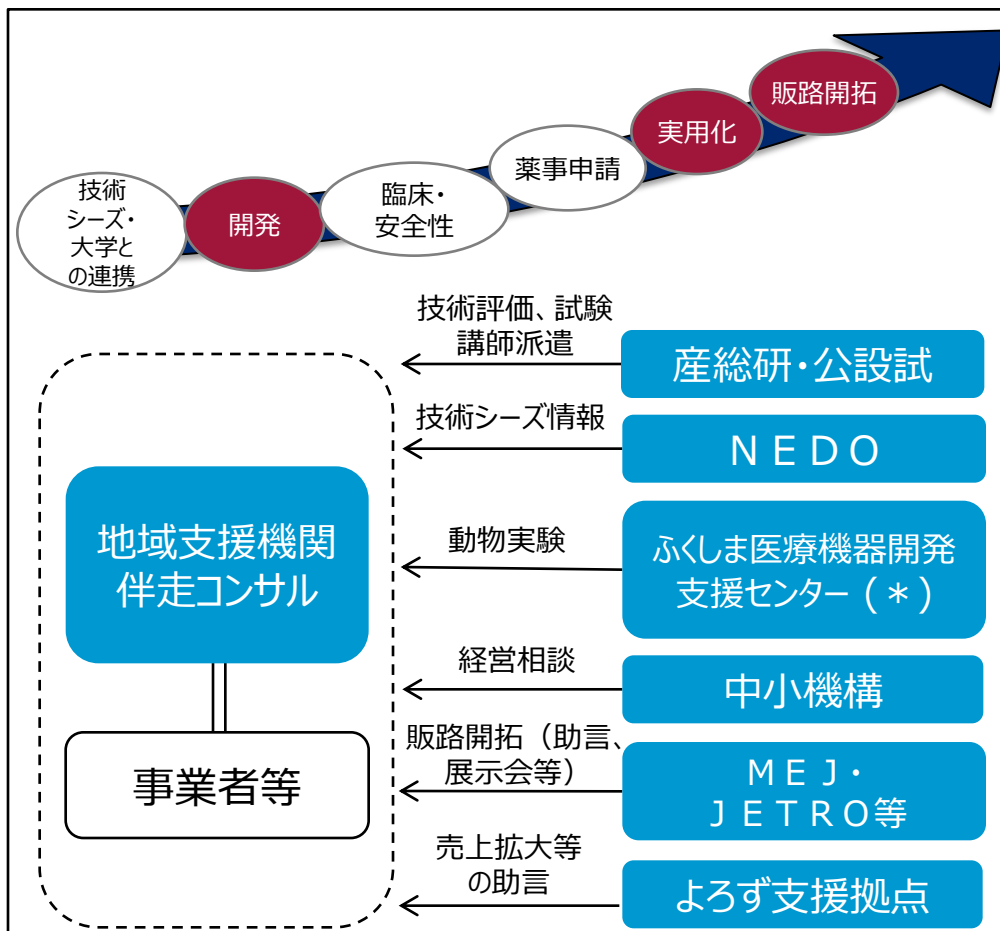 技術
シーズ・
大学と
の連携
開発
臨床・
安全性
薬事申請
実用化
販路開拓
技術評価、試験
講師派遣
産総研・公設試
技術シーズ情報
ＮＥＤＯ
地域支援機関
伴走コンサル
動物実験
ふくしま医療機器開発
支援センター（＊）
経営相談
中小機構
事業者等
販路開拓（助言、
展示会等）
ＭＥＪ・
ＪＥＴＲＯ等
売上拡大等
の助言
よろず支援拠点